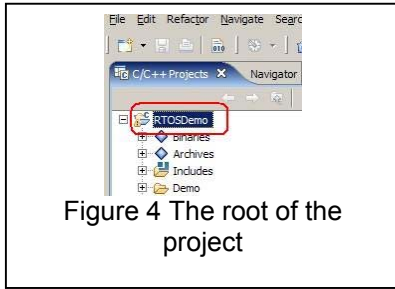 File Edit Refactor Navigate Searc
C/C++ Projects Navigator
RTOSDemo
Binaries
Archives
Includes
Demo
Figure 4 The root of the
project